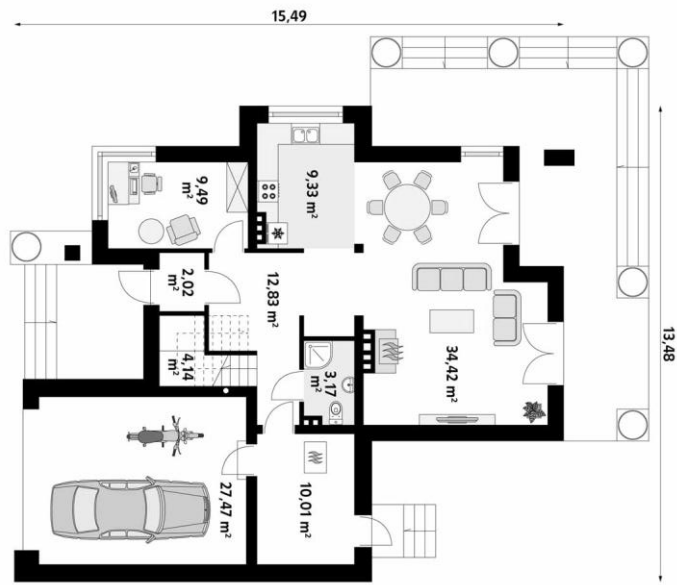 15,49
9,49
m²
9,33 m²
2,02
m²
12,83
m²
13,48
4,14
m²
3,17
m²
34,42 m²
27,47 m²
10,01 m²